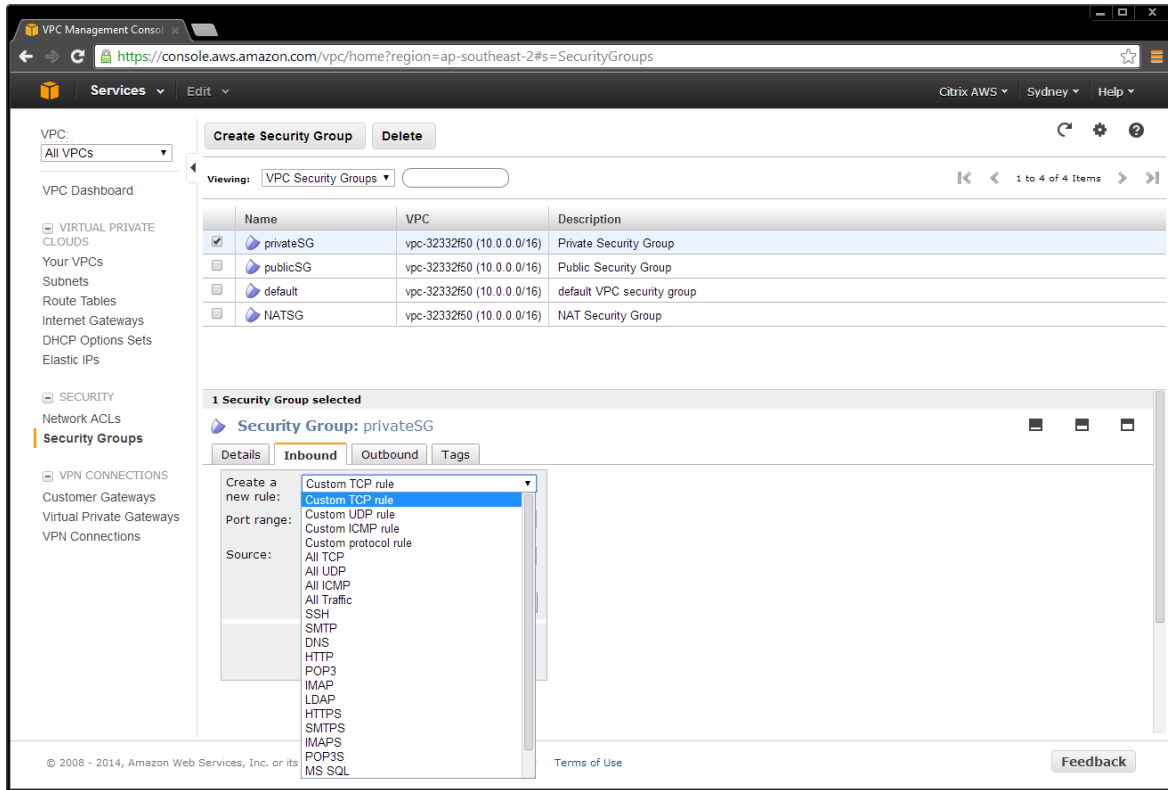 VPC Management Consol
https://console.aws.amazon.com/vpc/home?region=ap-southeast-2#s=SecurityGroups
Services Edit Citrix AWS Sydney Help
VPC:
All VPCs
VPC Dashboard
VIRTUAL PRIVATE
CLOUDS
Your VPCs
Subnets
Route Tables
Internet Gateways
DHCP Options Sets
Elastic IPs
SECURITY
Network ACLs
Security Groups
VPN CONNECTIONS
Customer Gateways
Virtual Private Gateways
VPN Connections
Create Security Group Delete
Viewing: VPC Security Groups 1 to 4 of 4 Items
Name VPC Description
privateSG vpc-32332f50 (10.0.0.0/16) Private Security Group
publicSG vpc-32332f50 (10.0.0.0/16) Public Security Group
default vpc-32332f50 (10.0.0.0/16) default VPC security group
NATSG vpc-32332f50 (10.0.0.0/16) NAT Security Group
1 Security Group selected
Security Group: privateSG
Details Inbound Outbound Tags
Create a
new rule:
Custom TCP rule
Port range:
Source:
Custom TCP rule
Custom UDP rule
Custom ICMP rule
Custom protocol rule
All TCP
All UDP
All ICMP
All Traffic
SSH
SMTP
DNS
HTTP
POP3
IMAP
LDAP
HTTPS
SMTPS
IMAPS
POP3S
MS SQL
© 2008 - 2014, Amazon Web Services, Inc. or its Terms of Use
Feedback